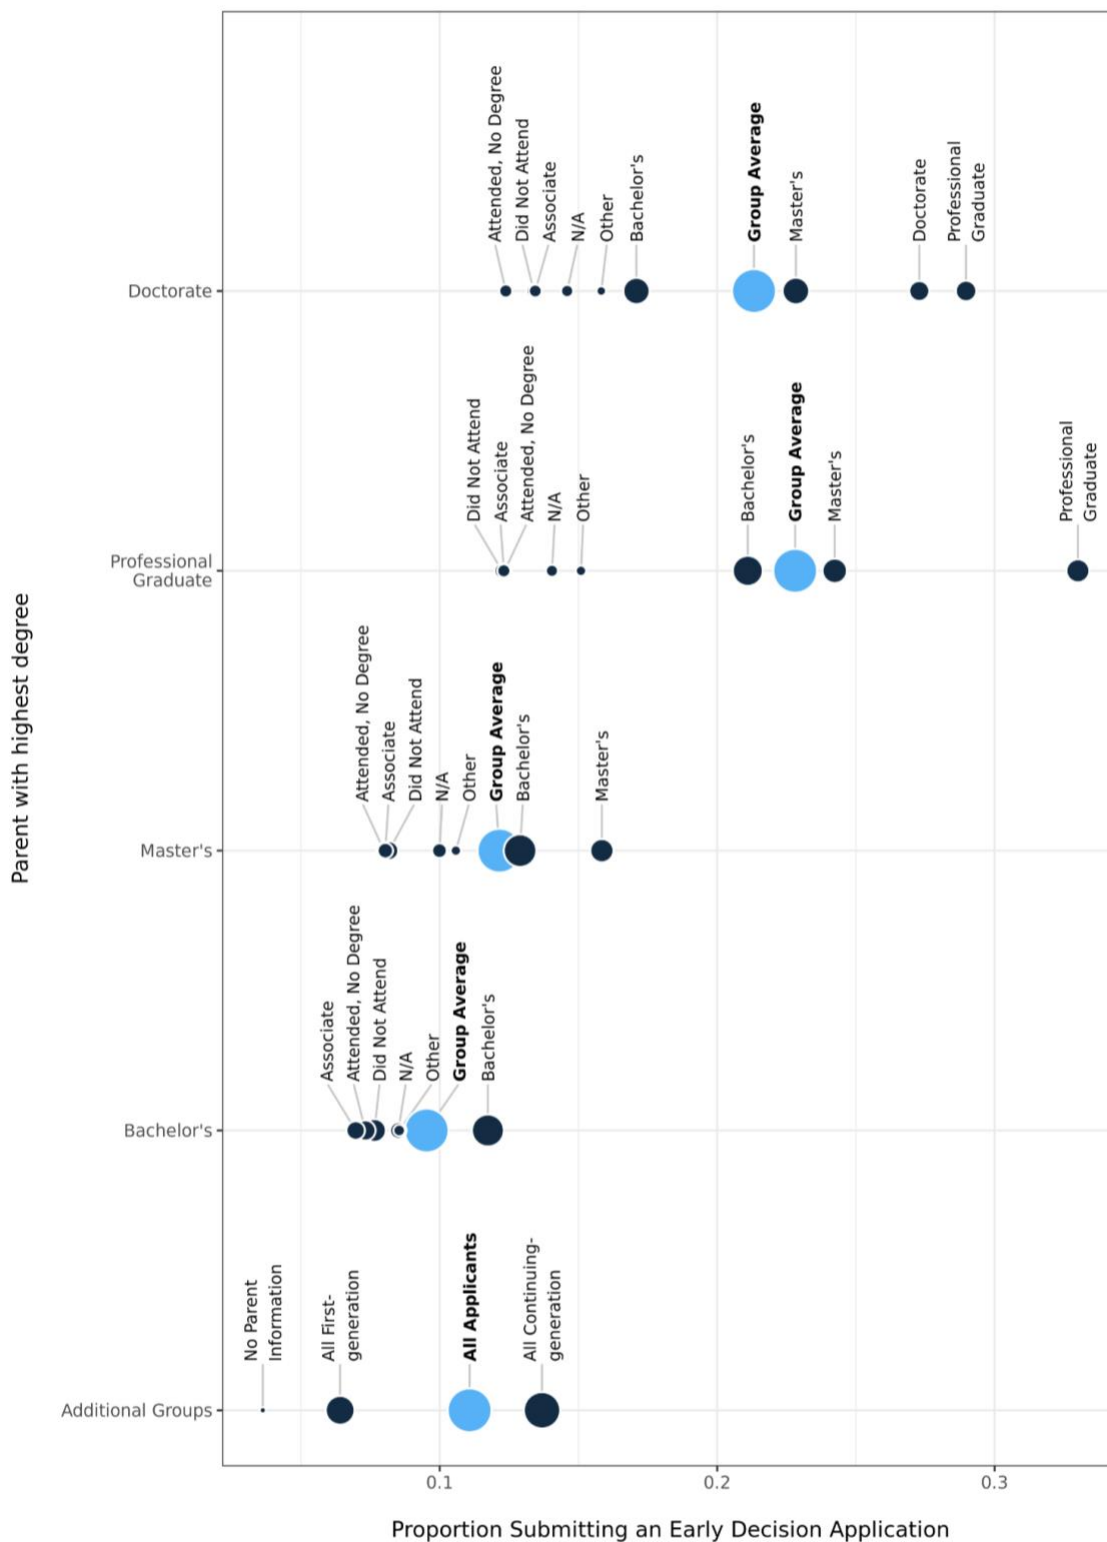 Attended, No Degree
Did Not Attend
Associate
N/A
Other
Bachelor's
Group Average
Master's
Doctorate
Professional
Graduate
Doctorate
Did Not Attend
Associate
Attended, No Degree
N/A
Other
Bachelor's
Group Average
Master's
Professional
Graduate
Professional
Graduate
Attended, No Degree
Associate
Did Not Attend
N/A
Other
Group Average
Bachelor's
Master's
Master's
Associate
Attended, No Degree
Did Not Attend
N/A
Other
Group Average
Bachelor's
Bachelor's
No Parent
Information
All First-
generation
All Applicants
All Continuing-
generation
Additional Groups
0.1
0.2
0.3
Parent with highest degree
Proportion Submitting an Early Decision Application